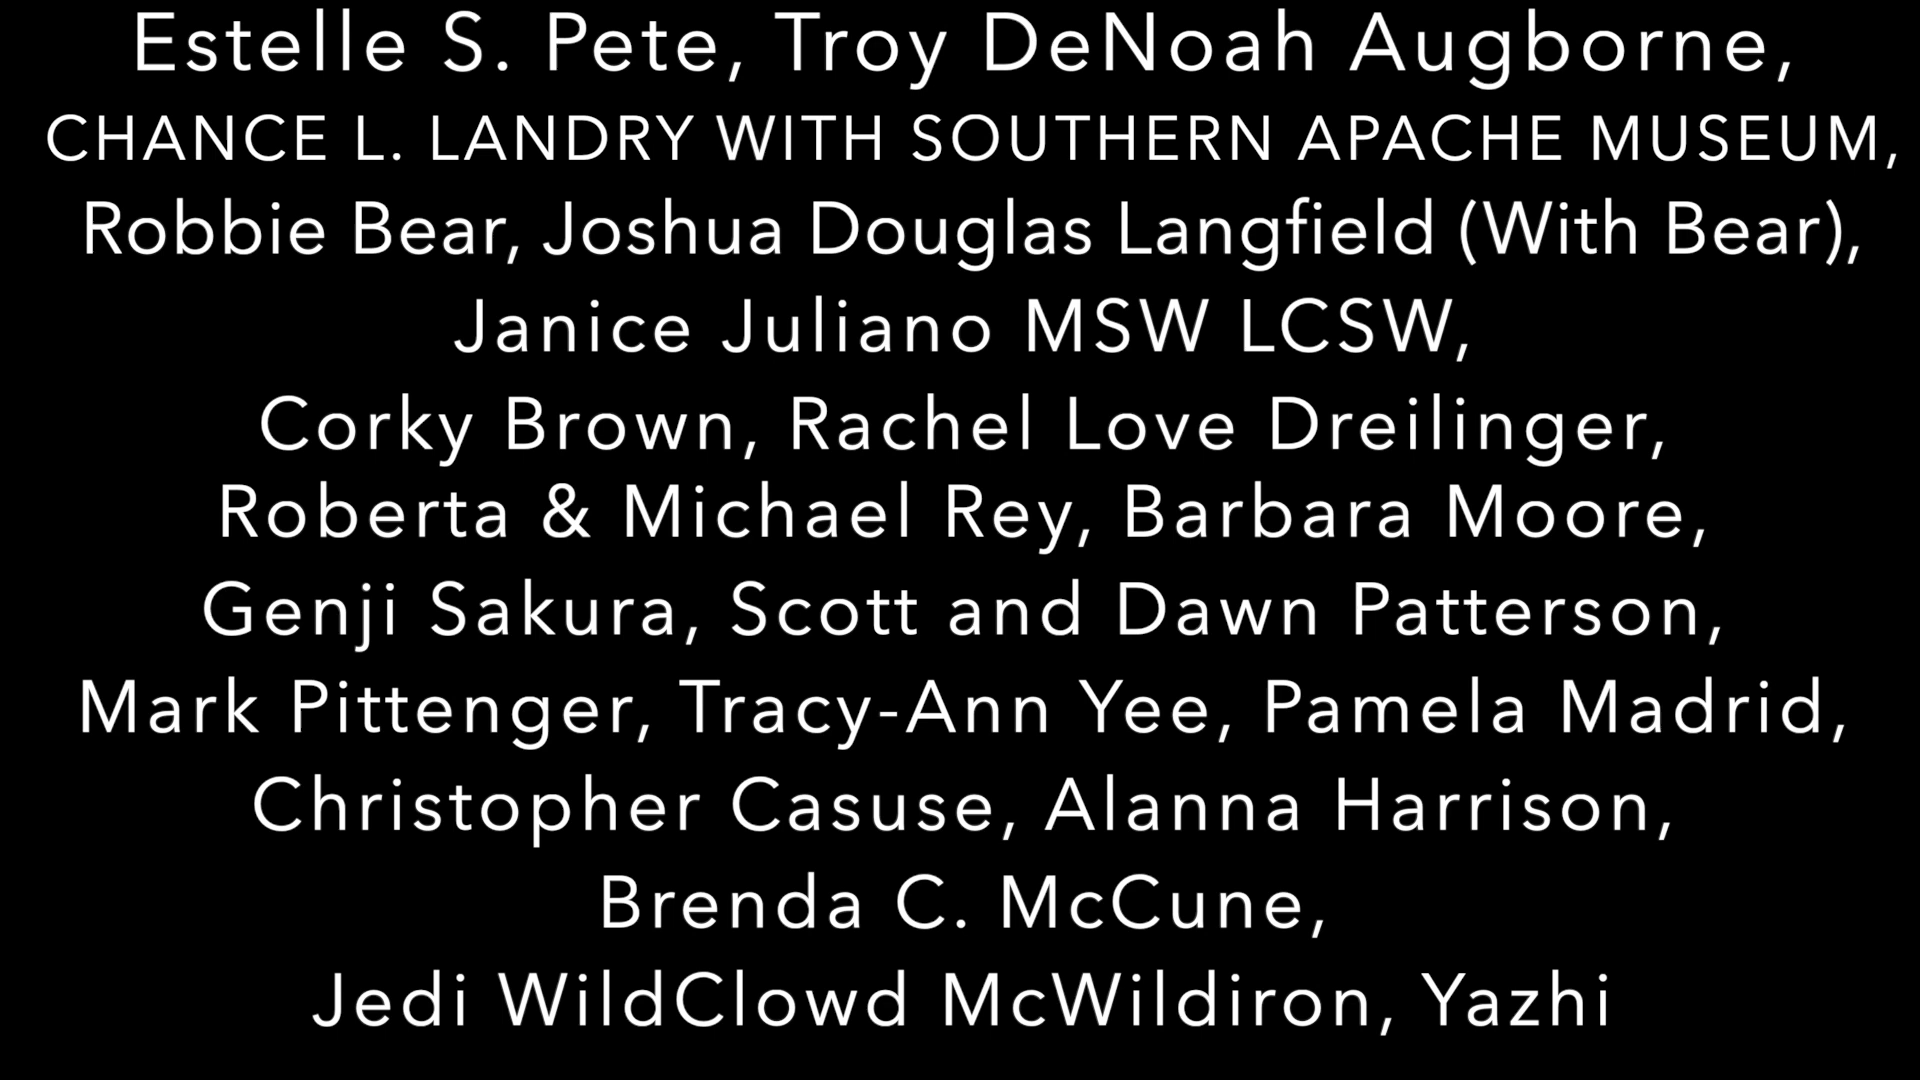 Estelle S. Pete, Troy DeNoah Augborne,
CHANCE L. LANDRY WITH SOUTHERN APACHE MUSEUM,
Robbie Bear, Joshua Douglas Langfield (With Bear),
Janice Juliano MSW LCSW,
Corky Brown, Rachel Love Dreilinger,
Roberta & Michael Rey, Barbara Moore,
Genji Sakura, Scott and Dawn Patterson,
Mark Pittenger, Tracy-Ann Yee, Pamela Madrid,
Christopher Casuse, Alanna Harrison,
Brenda C. McCune,
Jedi WildClowd McWildiron, Yazhi